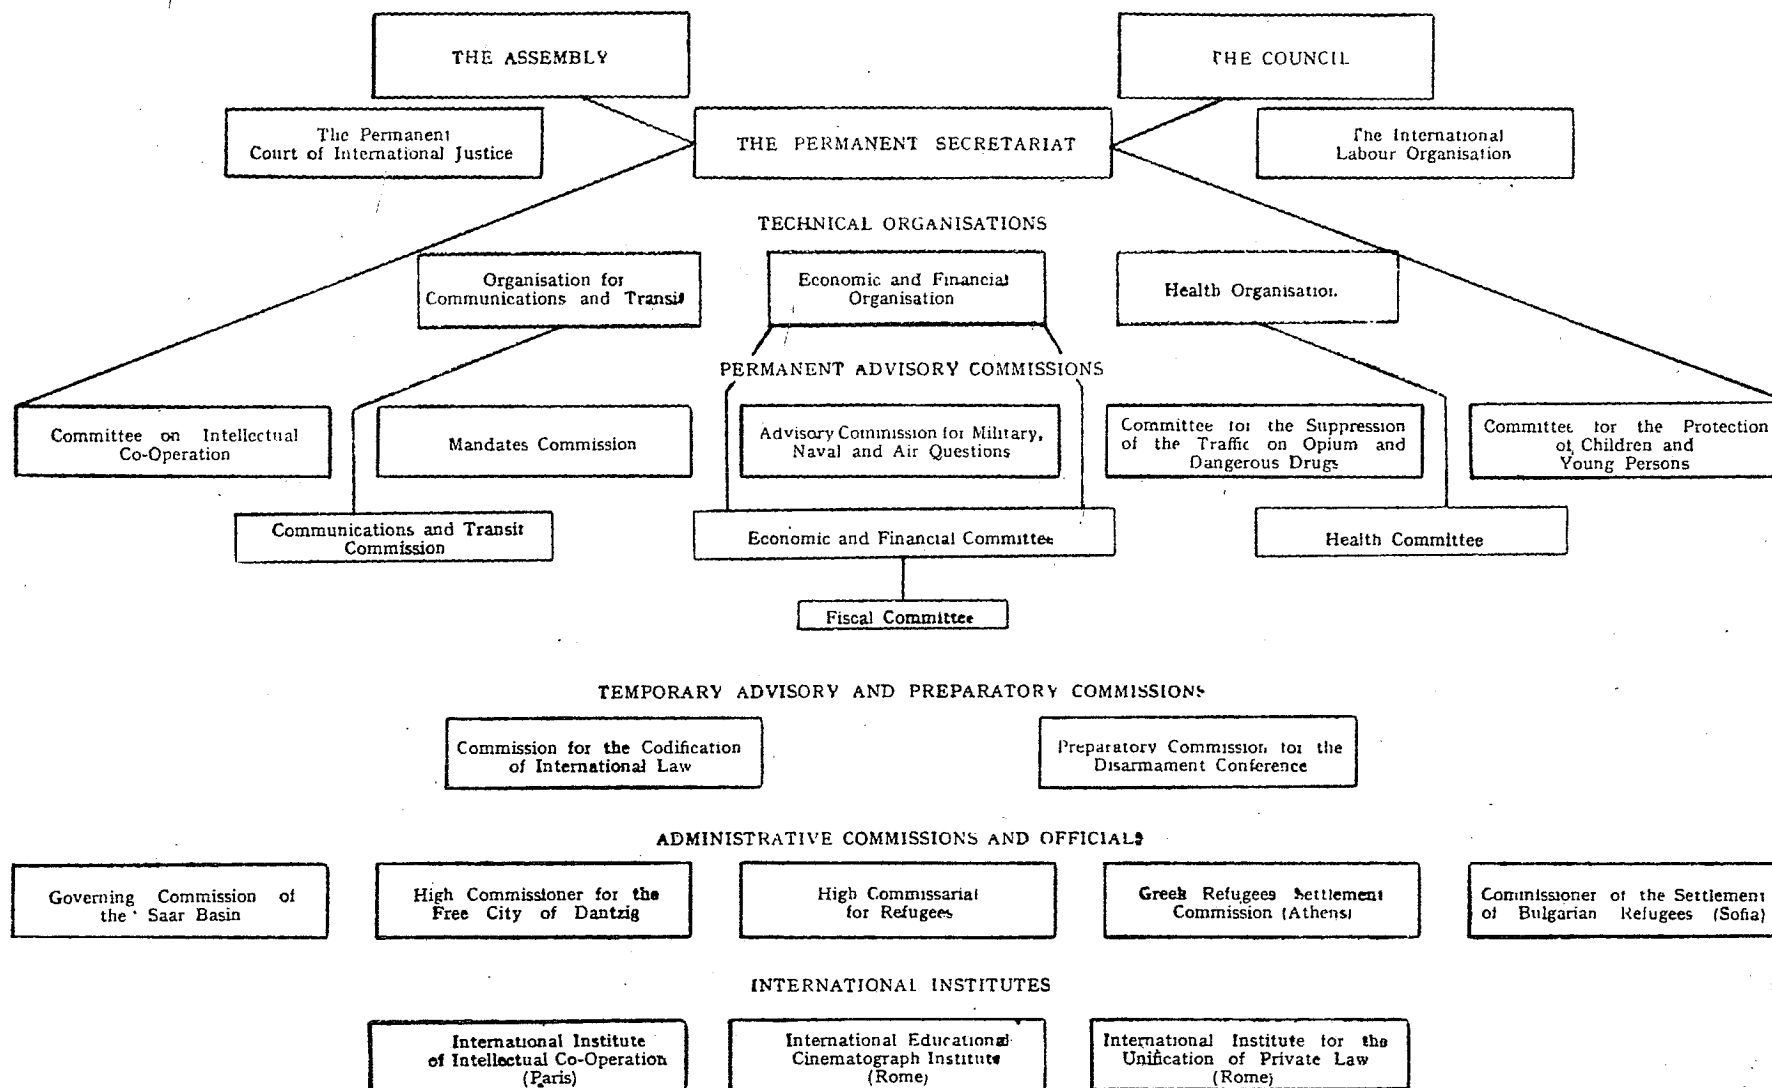 THE ASSEMBLY
THE COUNCIL
The Permanent
Court of International Justice
THE PERMANENT SECRETARIAT
The International
Labour Organisation
TECHNICAL ORGANISATIONS
Organisation for
Communications and Transit
Economic and Financial
Organisation
Health Organisation.
PERMANENT ADVISORY COMMISSIONS
Committee on Intellectual
Co-Operation
Mandates Commission
Advisory Commission for Military,
Naval and Air Questions
Committee for the Suppression
of the Traffic on Opium and
Dangerous Drugs
Committee for the Protection
of Children and
Young Persons
Communications and Transit
Commission
Economic and Financial Committee
Health Committee
Fiscal Committee
TEMPORARY ADVISORY AND PREPARATORY COMMISSIONS
Commission for the Codification
of International Law
Preparatory Commission for the
Disarmament Conference
ADMINISTRATIVE COMMISSIONS AND OFFICIALS
Governing Commission of
the Saar Basin
High Commissioner for the
Free City of Dantzig
High Commissariat
for Refugees
Greek Refugees Settlement
Commission (Athens)
Commissioner of the Settlement
of Bulgarian Refugees (Sofia)
INTERNATIONAL INSTITUTES
International Institute
of Intellectual Co-Operation
(Paris)
International Educational
Cinematograph Institute
(Rome)
International Institute for the
Unification of Private Law
(Rome)